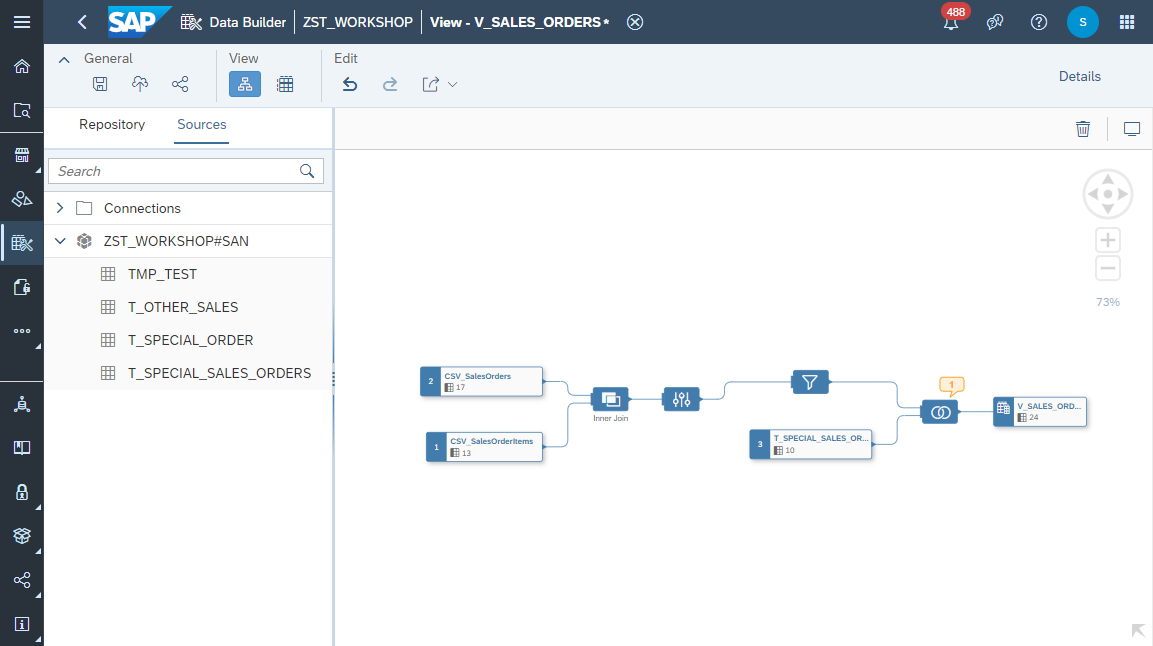 SAP
Data Builder
ZST_WORKSHOP
View - V_SALES_ORDERS*
488
S
General
View
Edit
Details
Repository
Sources
Search
Connections
ZST_WORKSHOP#SAN
TMP_TEST
T_OTHER_SALES
T_SPECIAL_ORDER
T_SPECIAL_SALES_ORDERS
73%
2
CSV_SalesOrders
17
1
CSV_SalesOrderItems
13
Inner Join
3
T_SPECIAL_SALES_OR...
10
1
V_SALES_ORD...
24